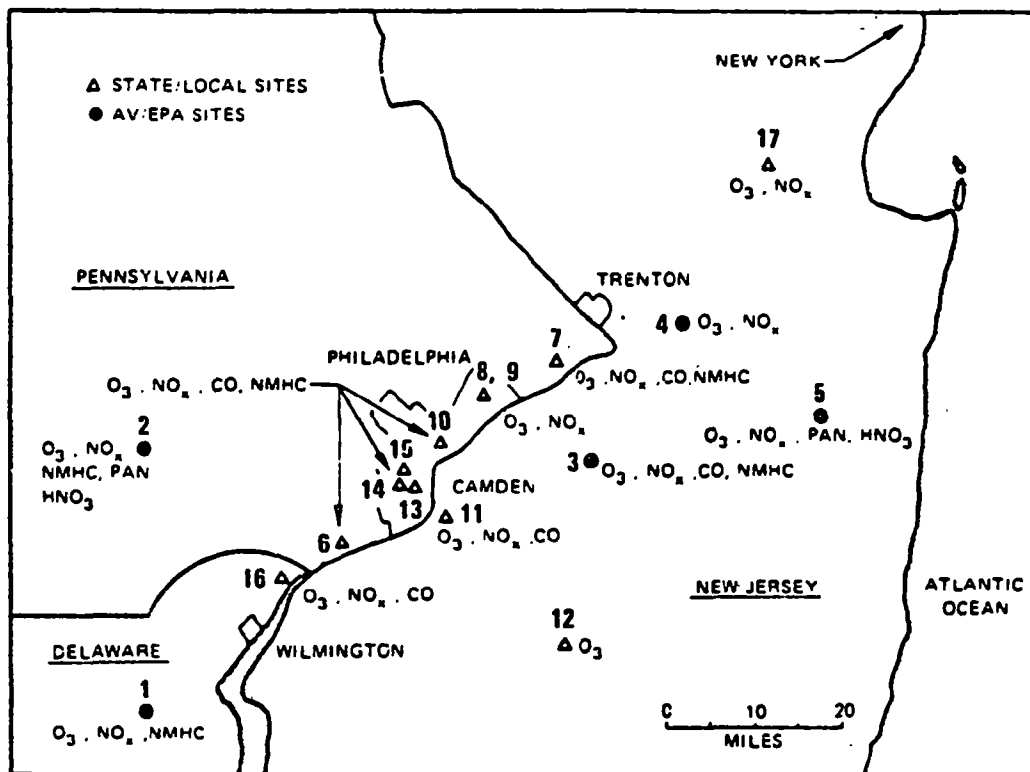 NEW YORK
△ STATE/LOCAL SITES
● AV/EPA SITES
17
O₃ , NOₓ
PENNSYLVANIA
TRENTON
4
O₃ , NOₓ
7
PHILADELPHIA
8, 9
O₃ , NOₓ , CO, NMHC
O₃ , NOₓ , CO, NMHC
5
2
10
O₃ , NOₓ
O₃ , NOₓ , PAN, HNO₃
O₃ , NOₓ
NMHC, PAN
HNO₃
15
3
O₃ , NOₓ , CO, NMHC
14
13
CAMDEN
11
O₃ , NOₓ , CO
6
16
O₃ , NOₓ , CO
NEW JERSEY
ATLANTIC
OCEAN
12
O₃
DELAWARE
WILMINGTON
1
O₃ , NOₓ , NMHC
0 10 20
MILES